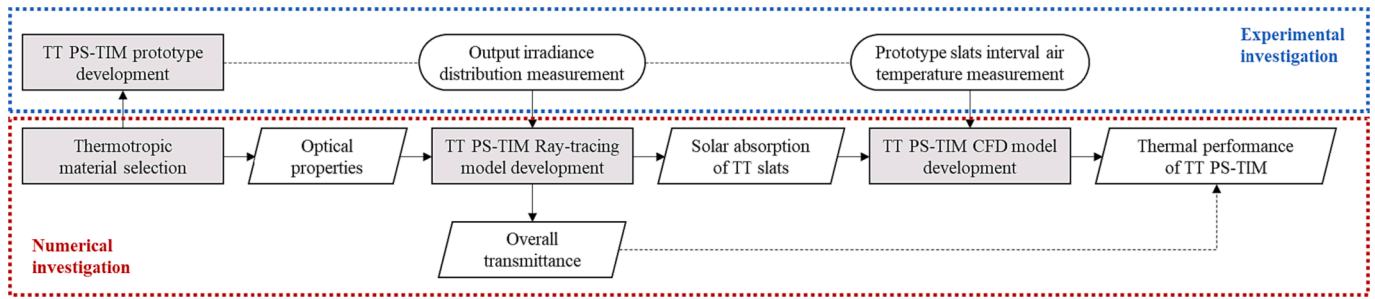 TT PS-TIM prototype
development
Output irradiance
distribution measurement
Prototype slats interval air
temperature measurement
Experimental
investigation
Thermotropic
material selection
Optical
properties
TT PS-TIM Ray-tracing
model development
Solar absorption
of TT slats
TT PS-TIM CFD model
development
Thermal performance
of TT PS-TIM
Numerical
investigation
Overall
transmittance